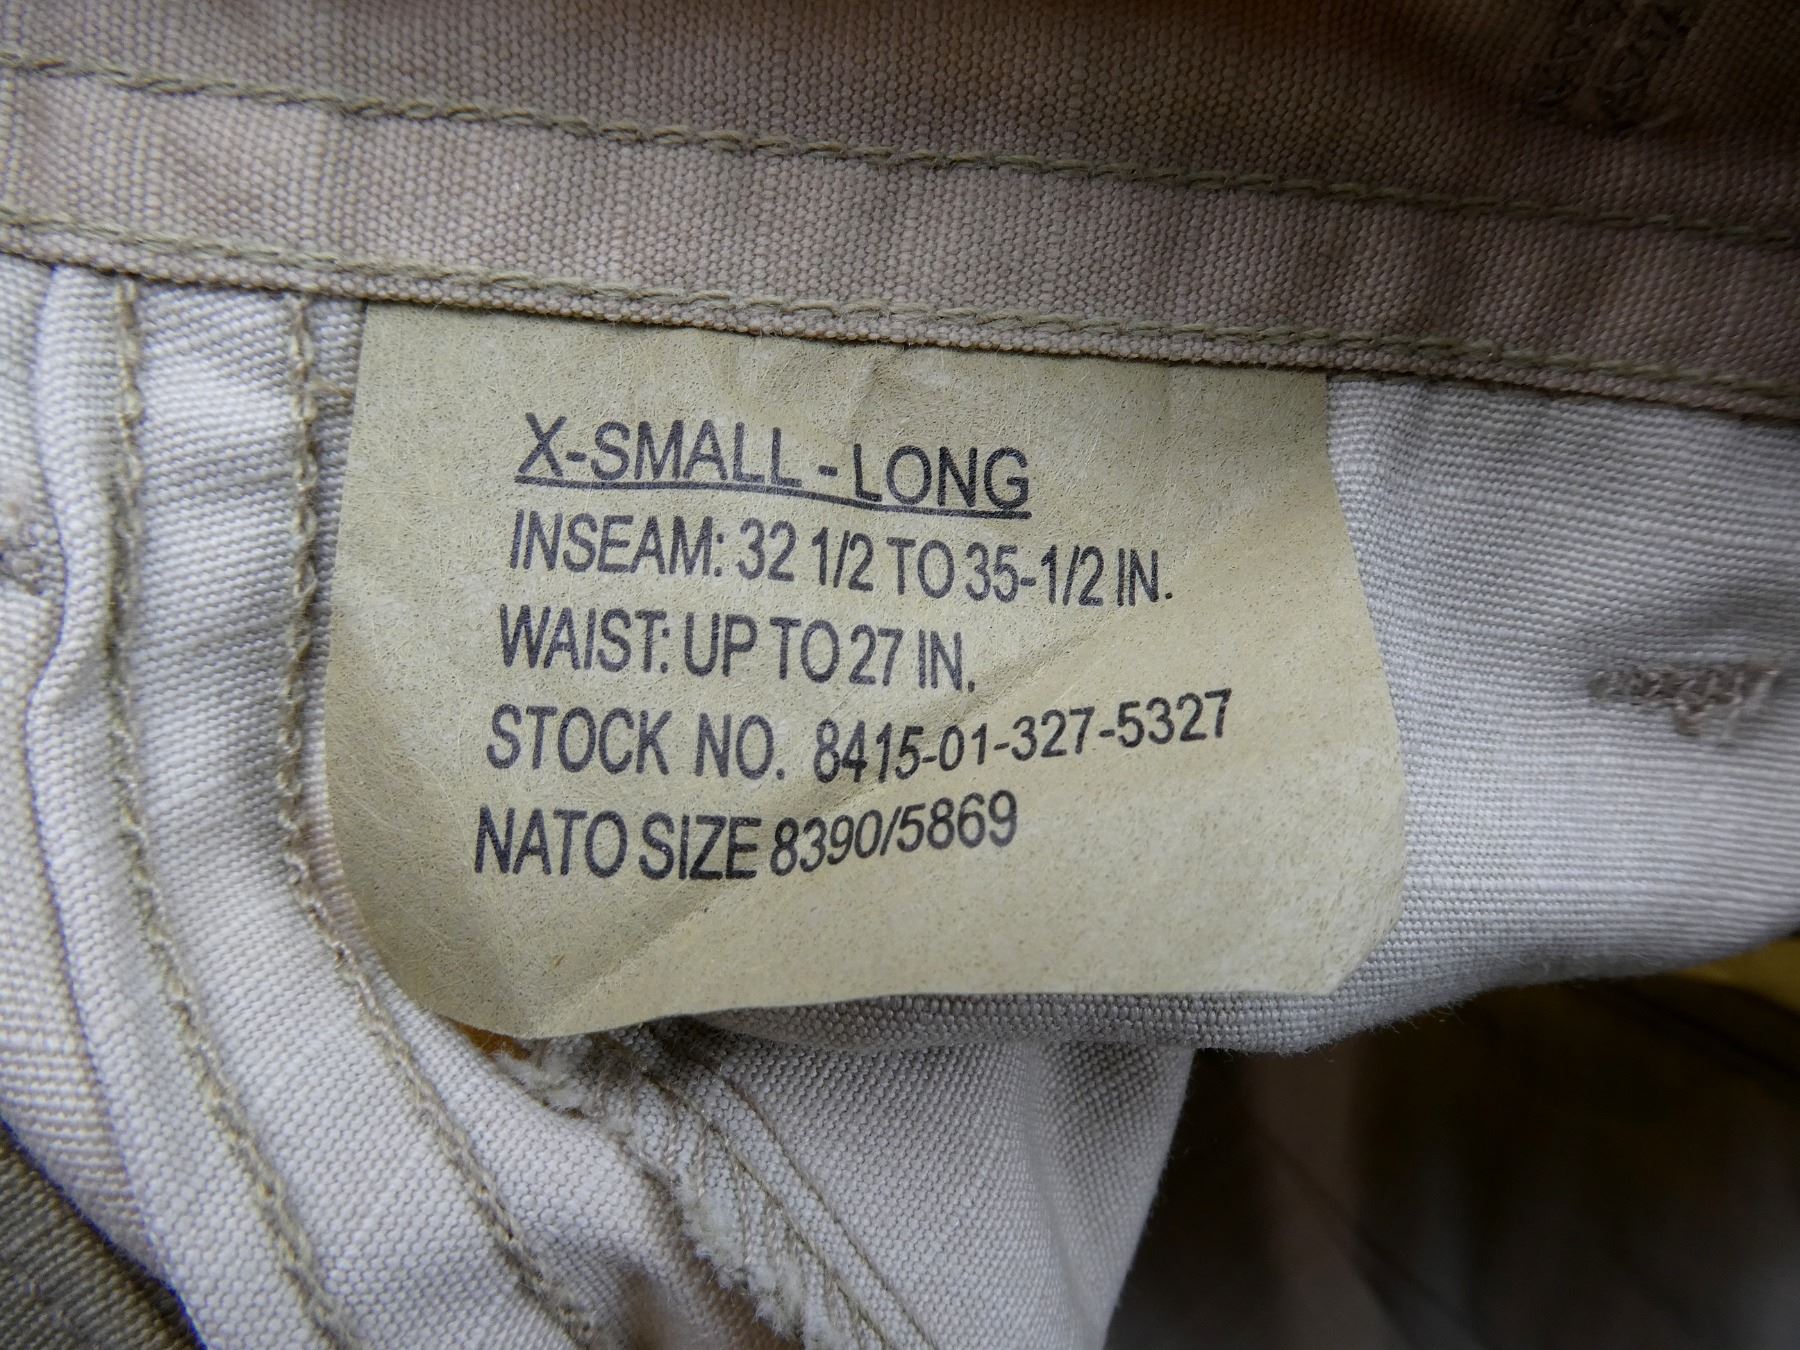 X-SMALL - LONG
INSEAM: 32 1/2 TO 35-1/2 IN.
WAIST: UP TO 27 IN.
STOCK NO. 8415-01-327-5327
NATO SIZE 8390/5869